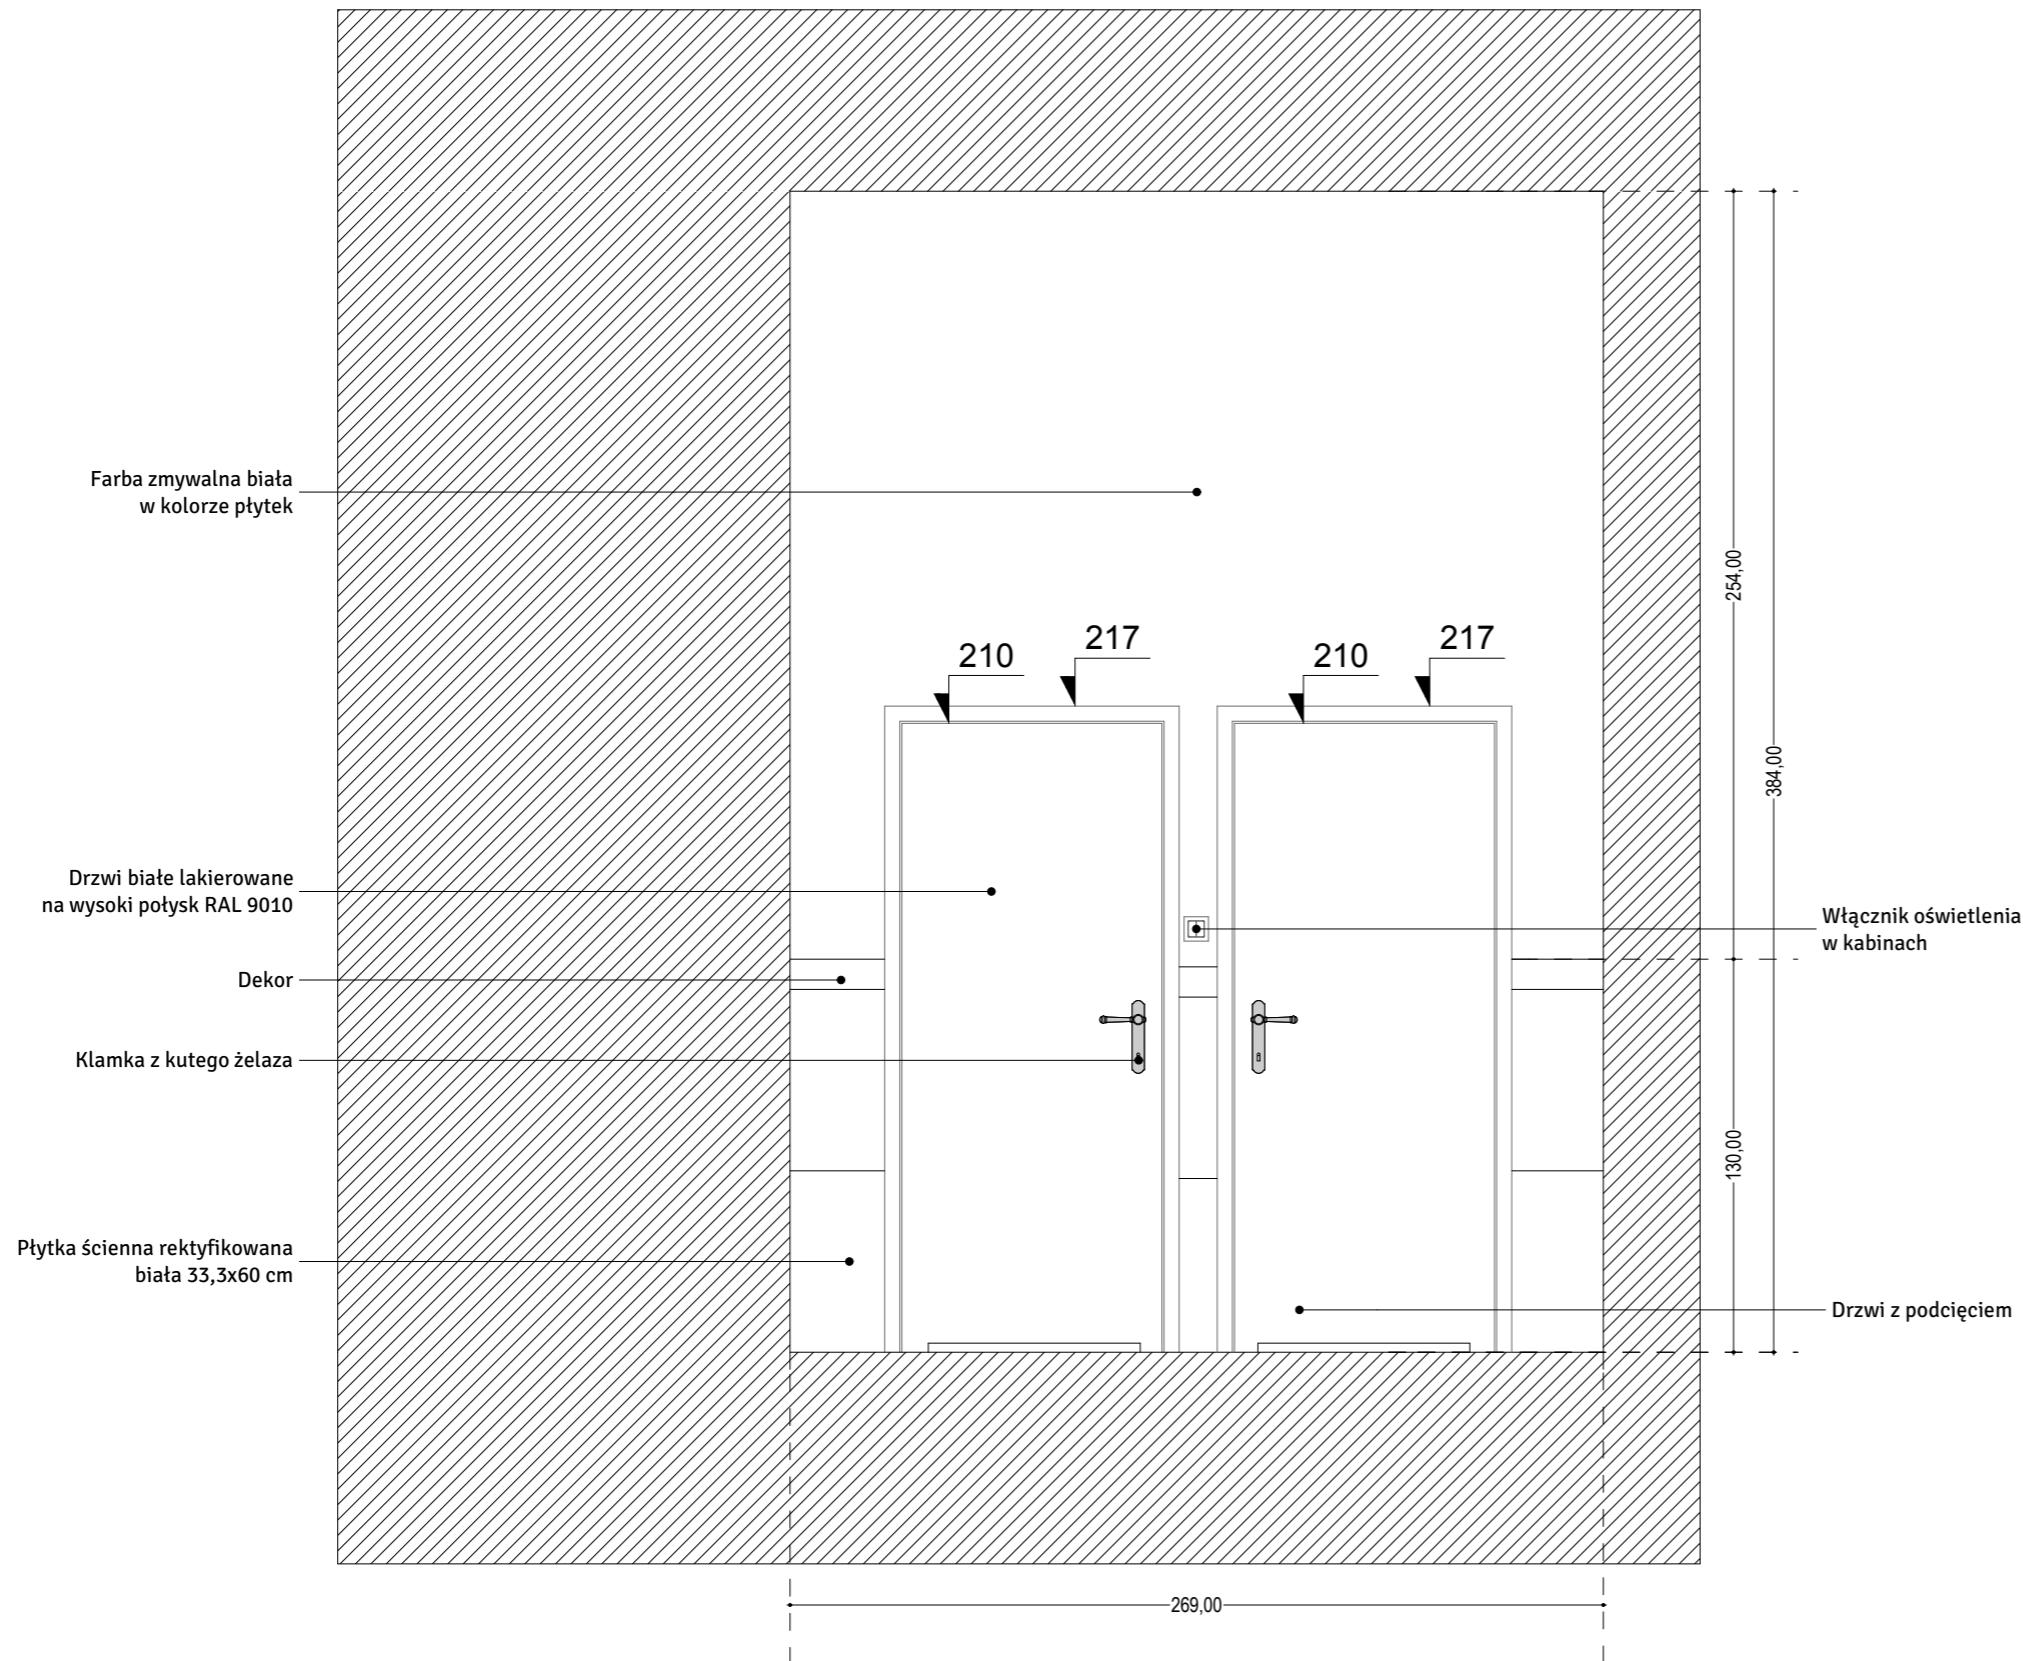 Farba zmywalna biała
w kolorze płytek
254,00
210
217
210
217
384,00
Drzwi białe lakierowane
na wysoki połysk RAL 9010
Włącznik oświetlenia
w kabinach
Dekor
Klamka z kutego żelaza
130,00
Płytka ścienna rektyfikowana
biała 33,3x60 cm
Drzwi z podcięciem
269,00